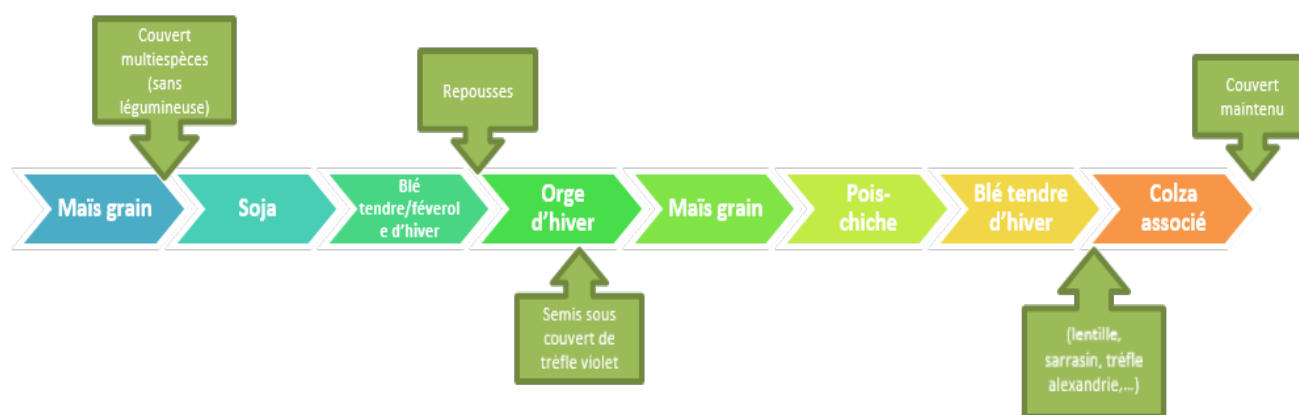 Couvert
multiespèces
(sans
légumineuse)
Repousses
Couvert
maintenu
Maïs grain
Soja
Blé
tendre/féverol
e d'hiver
Orge
d'hiver
Maïs grain
Pois-
chiche
Blé tendre
d'hiver
Colza
associé
Semis sous
couvert de
trèfle violet
(lentille,
sarrasin, trèfle
alexandrie,...)